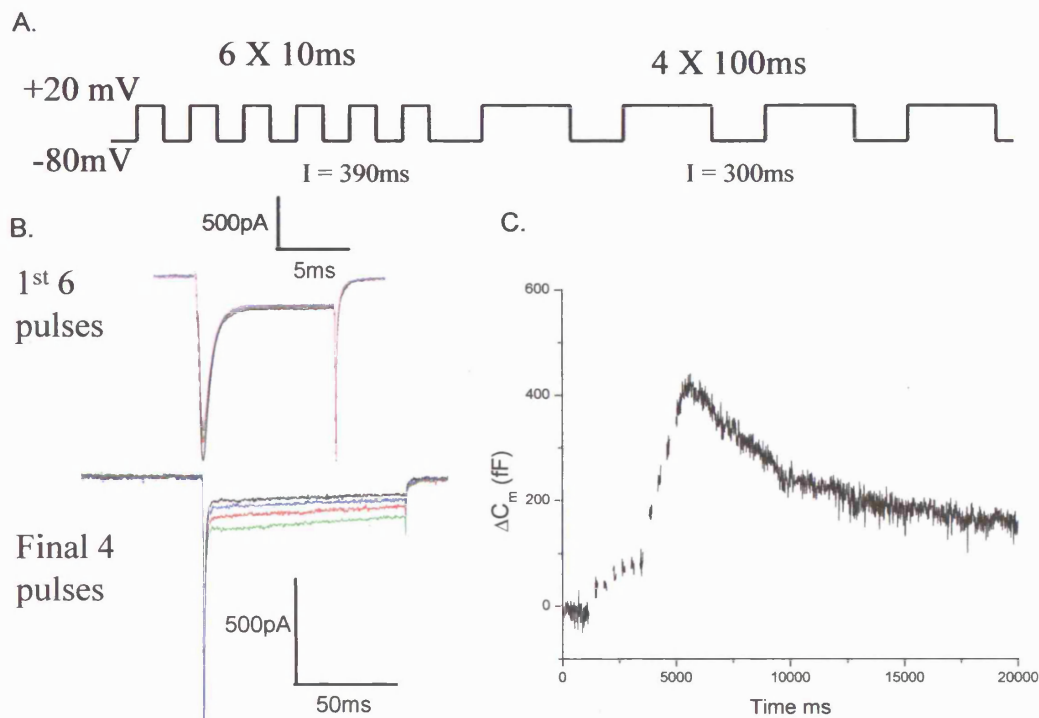 A.
6 X 10ms
4 X 100ms
+20 mV
-80mV
I = 390ms
I = 300ms
B.
500pA
5ms
1st 6
pulses
Final 4
pulses
500pA
50ms
C.
600
400
200
0
ΔCm (fF)
0
5000
10000
15000
20000
Time ms